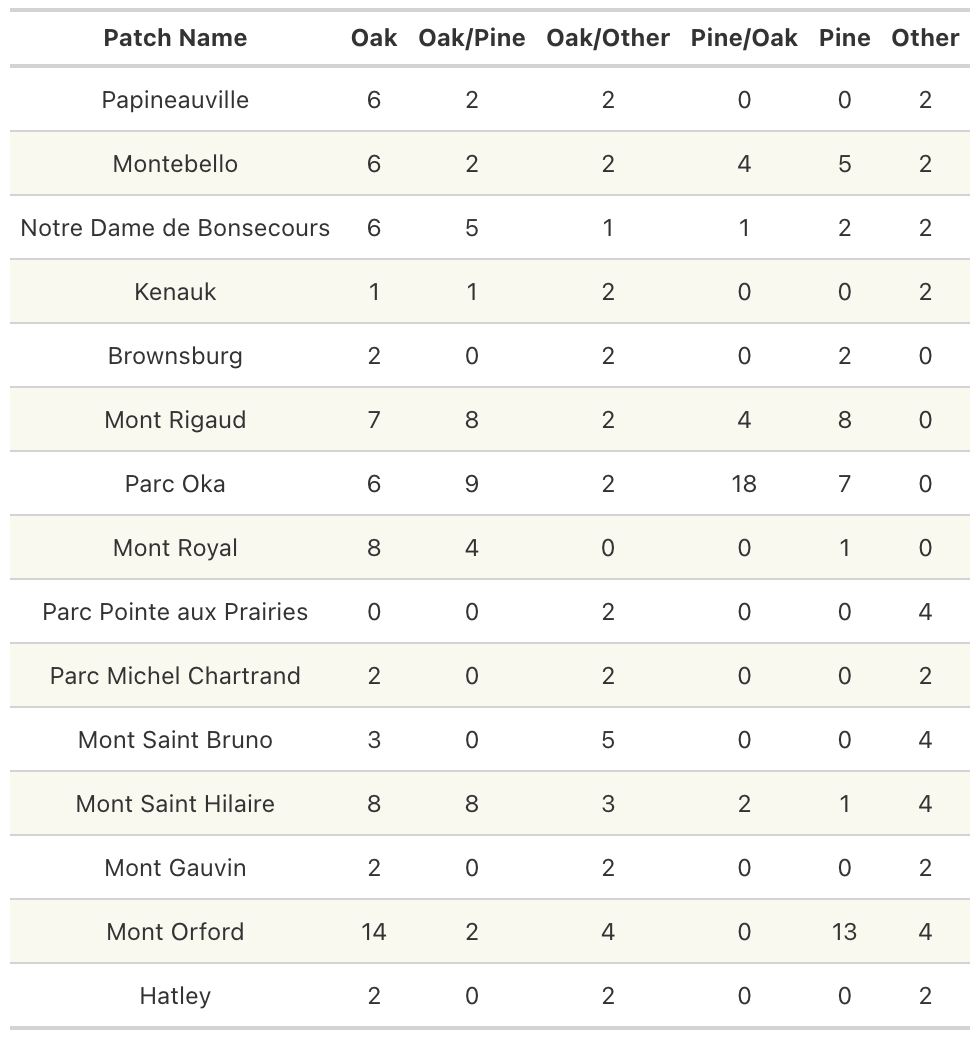 Patch Name Oak Oak/Pine Oak/Other Pine/Oak Pine Other
Papineauville 6 2 2 0 0 2
Montebello 6 2 2 4 5 2
Notre Dame de Bonsecours 6 5 1 1 2 2
Kenauk 1 1 2 0 0 2
Brownsburg 2 0 2 0 2 0
Mont Rigaud 7 8 2 4 8 0
Parc Oka 6 9 2 18 7 0
Mont Royal 8 4 0 0 1 0
Parc Pointe aux Prairies 0 0 2 0 0 4
Parc Michel Chartrand 2 0 2 0 0 2
Mont Saint Bruno 3 0 5 0 0 4
Mont Saint Hilaire 8 8 3 2 1 4
Mont Gauvin 2 0 2 0 0 2
Mont Orford 14 2 4 0 13 4
Hatley 2 0 2 0 0 2